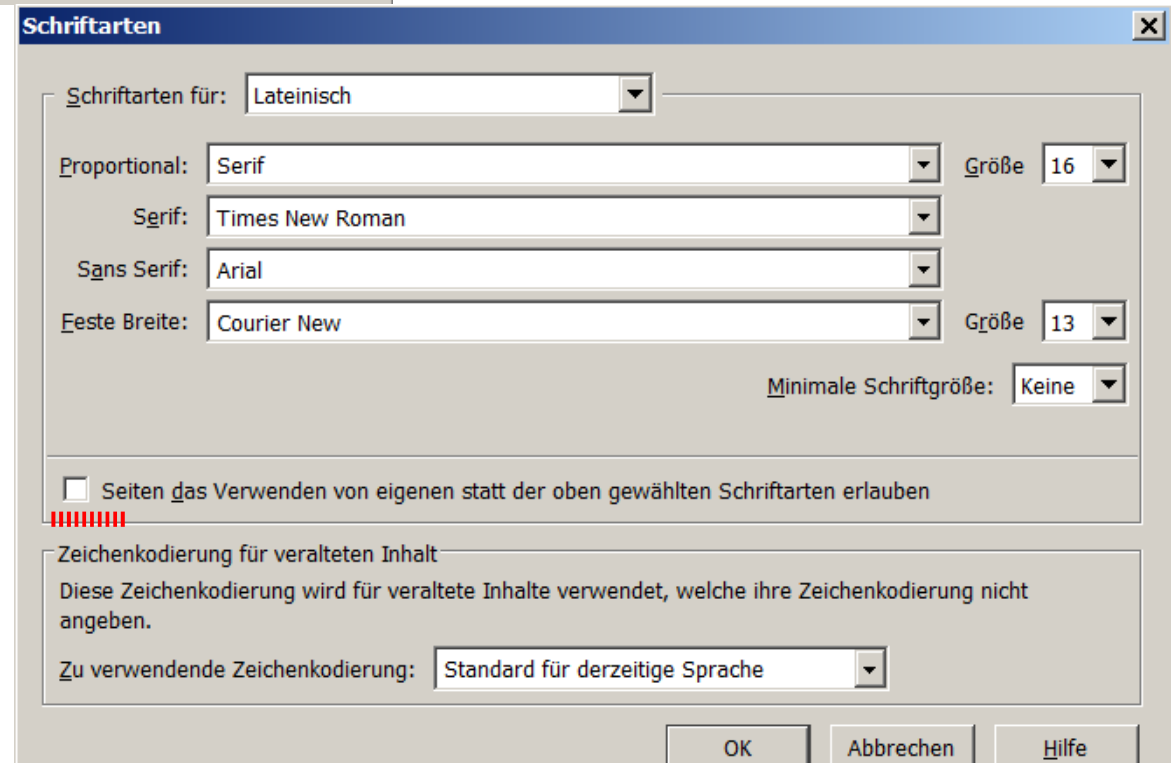 Schriftarten
Schriftarten für: Lateinisch
Proportional: Serif Größe 16
Serif: Times New Roman
Sans Serif: Arial
Feste Breite: Courier New Größe 13
Minimale Schriftgröße: Keine
Seiten das Verwenden von eigenen statt der oben gewählten Schriftarten erlauben
Zeichenkodierung für veralteten Inhalt
Diese Zeichenkodierung wird für veraltete Inhalte verwendet, welche ihre Zeichenkodierung nicht
angeben.
Zu verwendende Zeichenkodierung: Standard für derzeitige Sprache
OK Abbrechen Hilfe